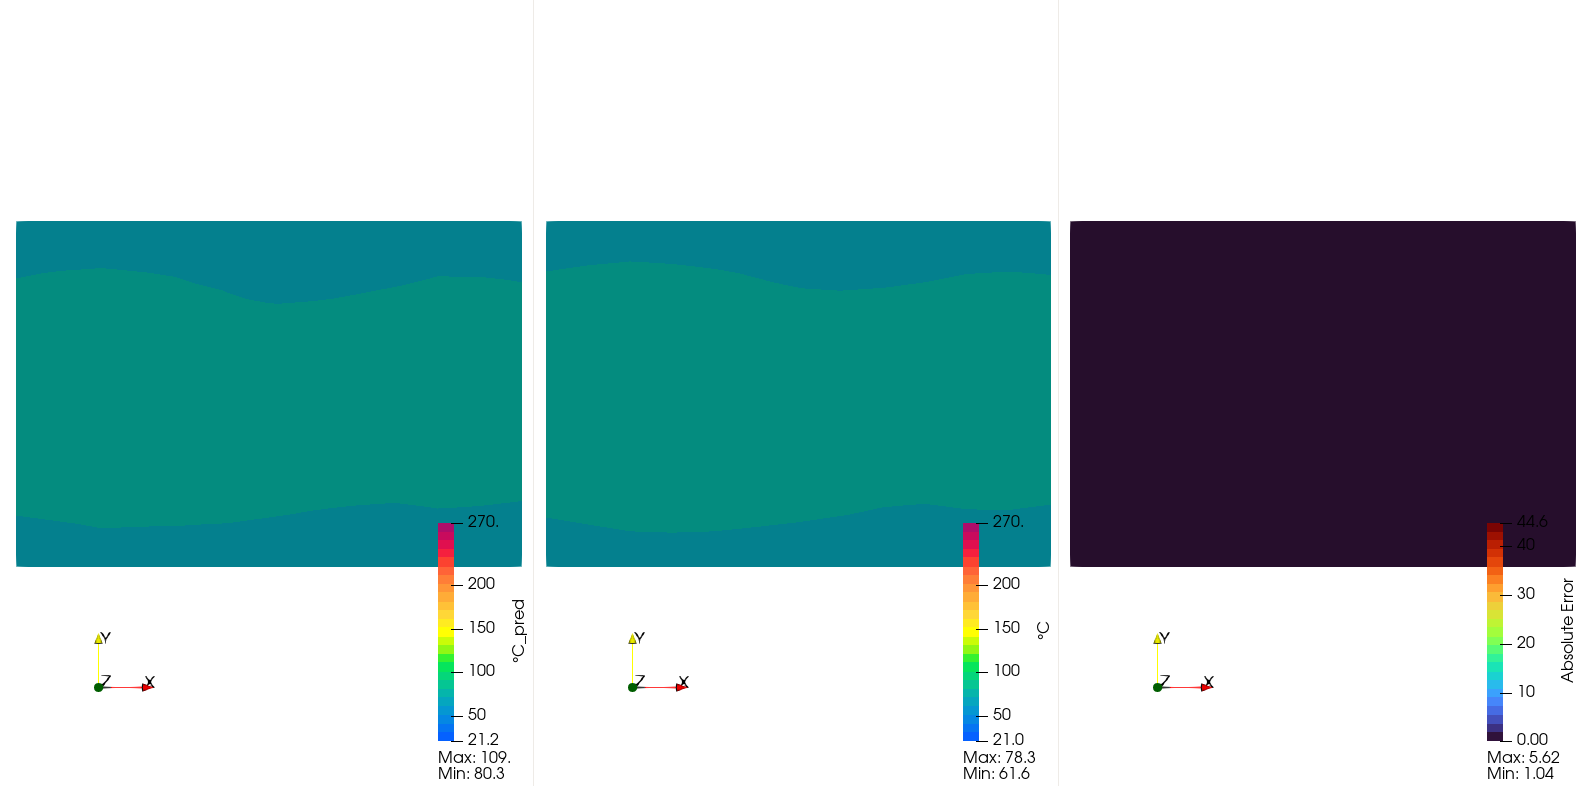 270.
200
150
100
50
21.2
°C_pred
Max: 109.
Min: 80.3
Y
Z
X
270.
200
150
100
50
21.0
°C
Max: 78.3
Min: 61.6
Y
Z
X
44.6
40
30
20
10
0.00
Absolute Error
Max: 5.62
Min: 1.04
Y
Z
X